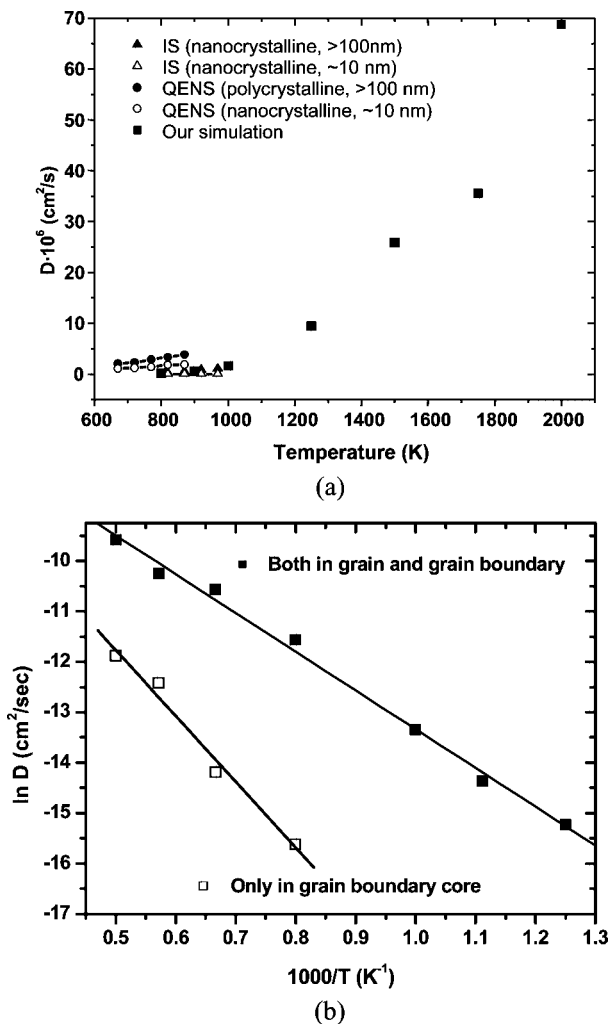 70
60
50
40
30
20
10
0
D·10⁶ (cm²/s)
IS (nanocrystalline, >100nm)
IS (nanocrystalline, ~10 nm)
QENS (polycrystalline, >100 nm)
QENS (nanocrystalline, ~10 nm)
Our simulation
600 800 1000 1200 1400 1600 1800 2000
Temperature (K)
(a)
-10
-11
-12
-13
-14
-15
-16
-17
ln D (cm²/sec)
Both in grain and grain boundary
Only in grain boundary core
0.5 0.6 0.7 0.8 0.9 1.0 1.1 1.2 1.3
1000/T (K⁻¹)
(b)